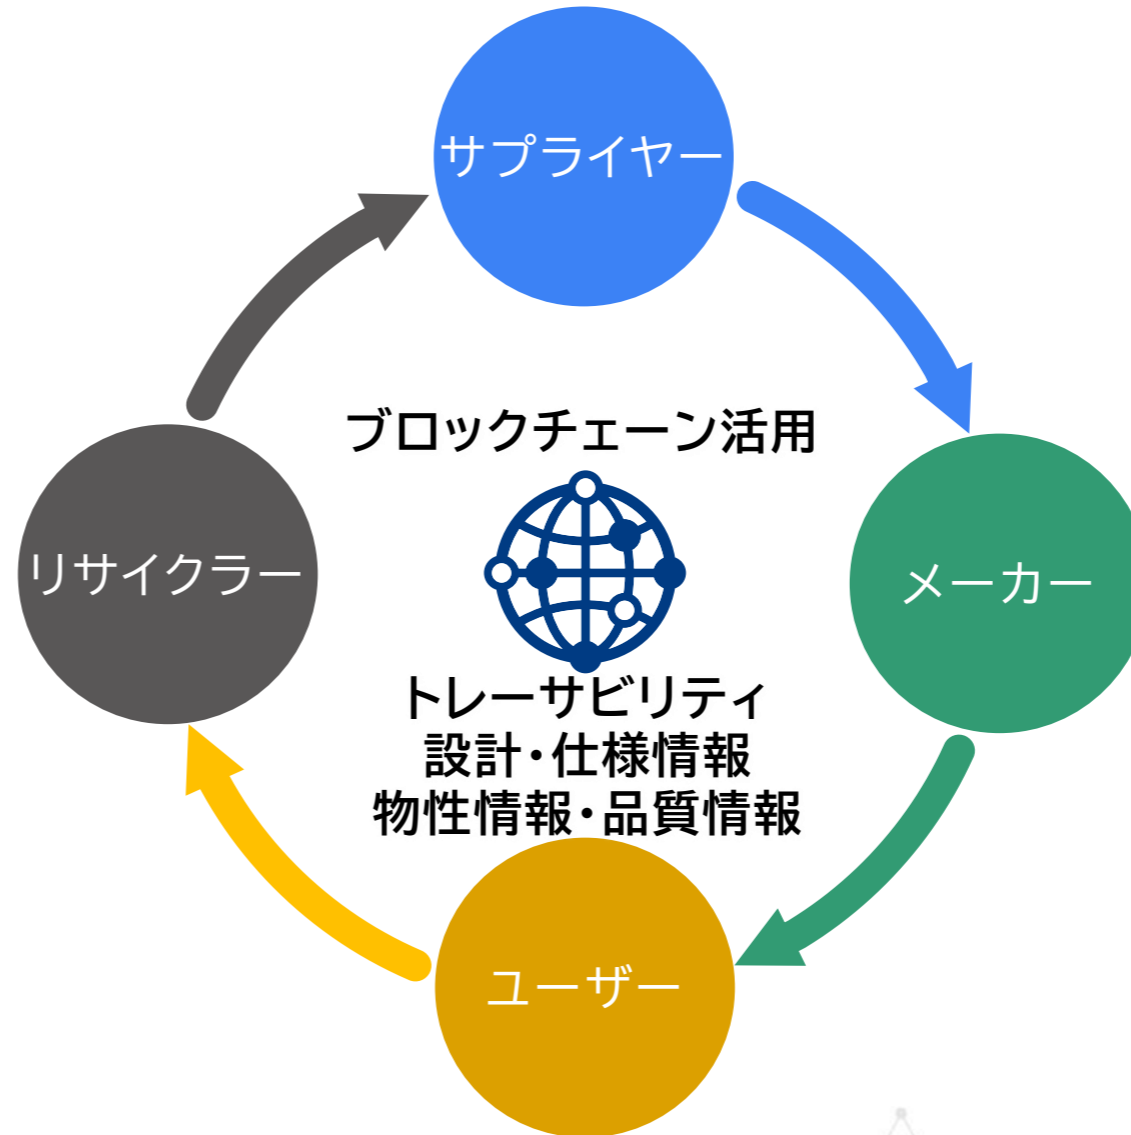 サプライヤー
ブロックチェーン活用
リサイクラー
メーカー
トレーサビリティ
設計・仕様情報
物性情報・品質情報
ユーザー